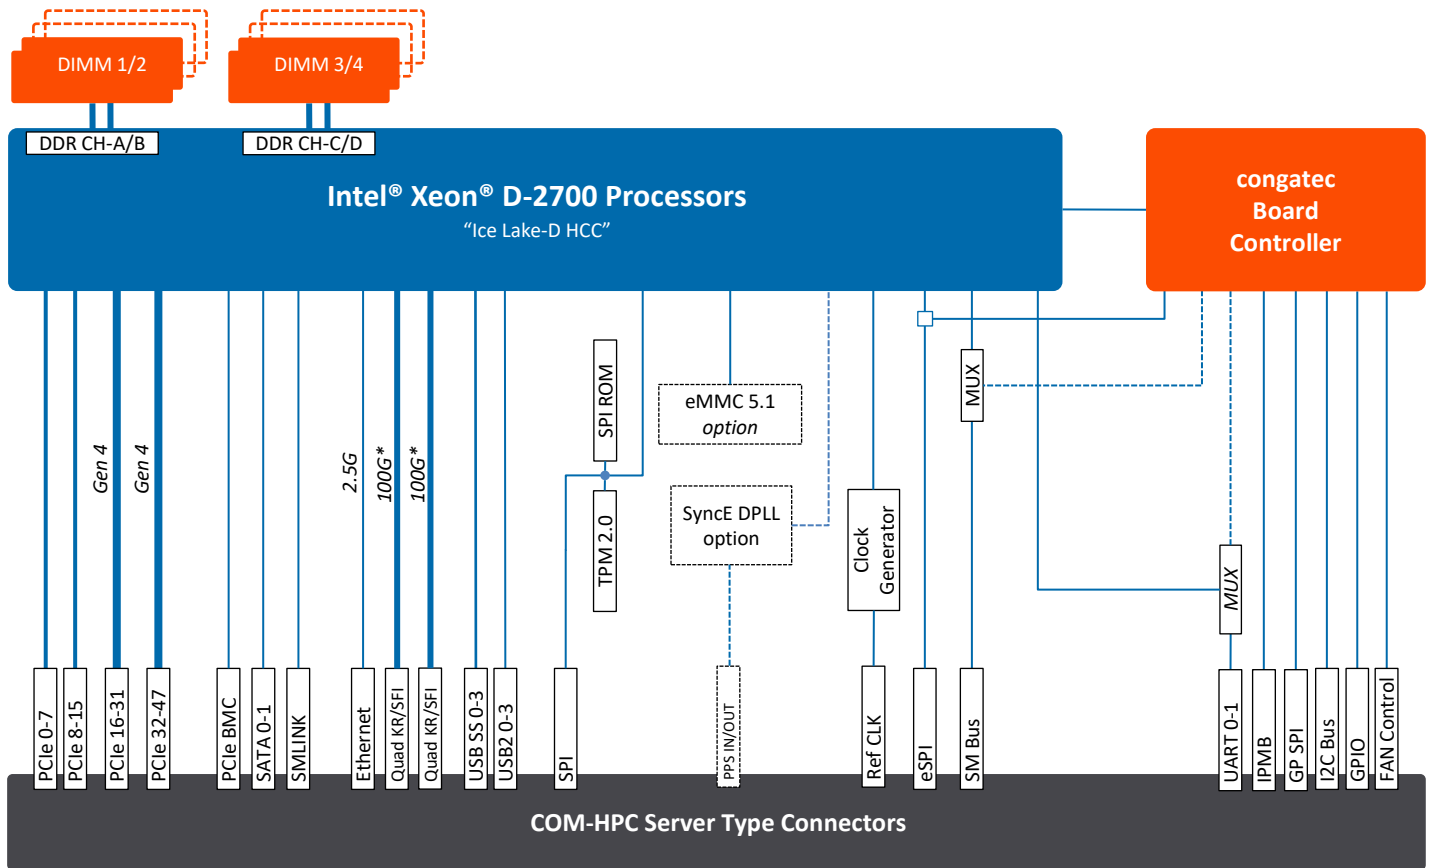 DIMM 1/2
DIMM 3/4
DDR CH-A/B
DDR CH-C/D
Intel® Xeon® D-2700 Processors
“Ice Lake-D HCC”
congatec
Board
Controller
Gen 4
Gen 4
2.5G
100G*
100G*
SPI ROM
TPM 2.0
eMMC 5.1
option
SyncE DPLL
option
Clock
Generator
MUX
MUX
PCIe 0-7
PCIe 8-15
PCIe 16-31
PCIe 32-47
PCIe BMC
SATA 0-1
SMLINK
Ethernet
Quad KR/SFI
Quad KR/SFI
USB SS 0-3
USB2 0-3
SPI
PPS IN/OUT
Ref CLK
eSPI
SM Bus
UART 0-1
IPMB
GP SPI
I2C Bus
GPIO
FAN Control
COM-HPC Server Type Connectors